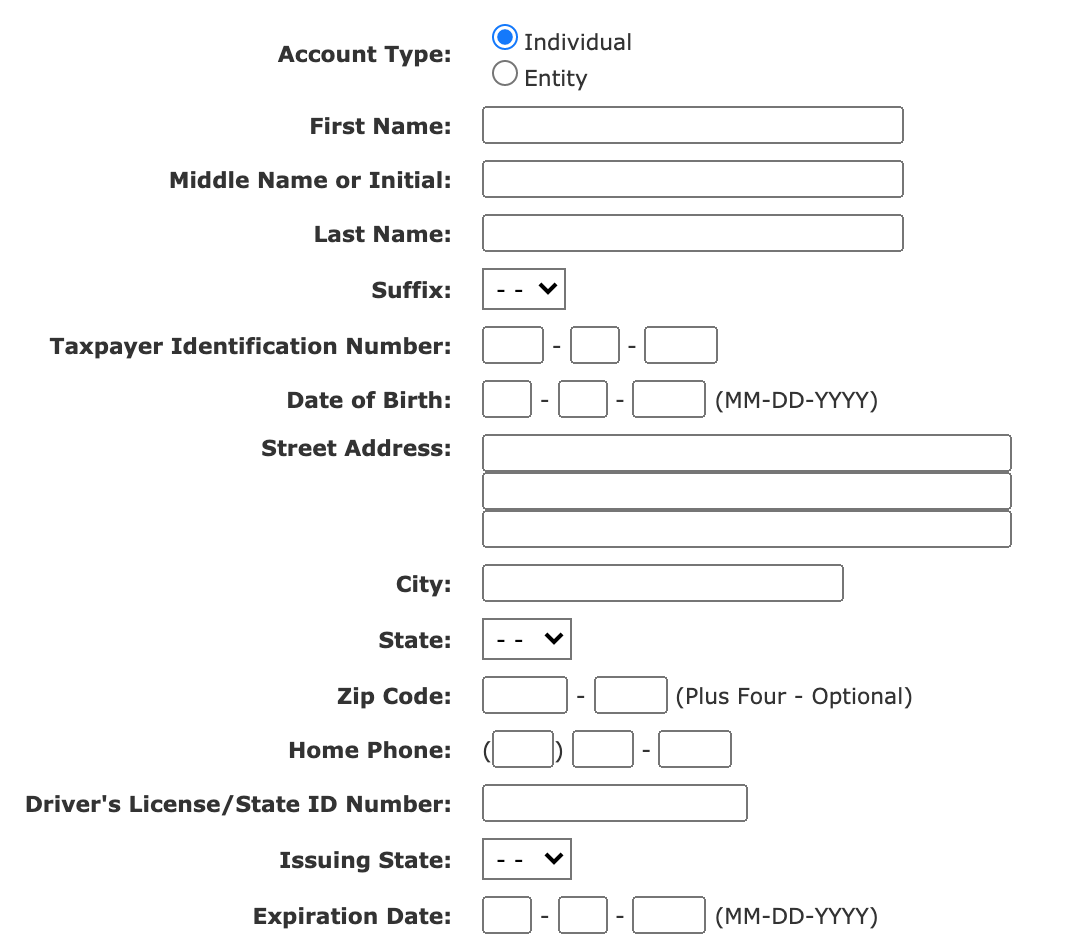 Account Type: Individual
Entity
First Name:
Middle Name or Initial:
Last Name:
Suffix: - -
Taxpayer Identification Number: - -
Date of Birth: - - (MM-DD-YYYY)
Street Address:
City:
State: - -
Zip Code: - (Plus Four - Optional)
Home Phone: ( ) -
Driver's License/State ID Number:
Issuing State: - -
Expiration Date: - - (MM-DD-YYYY)